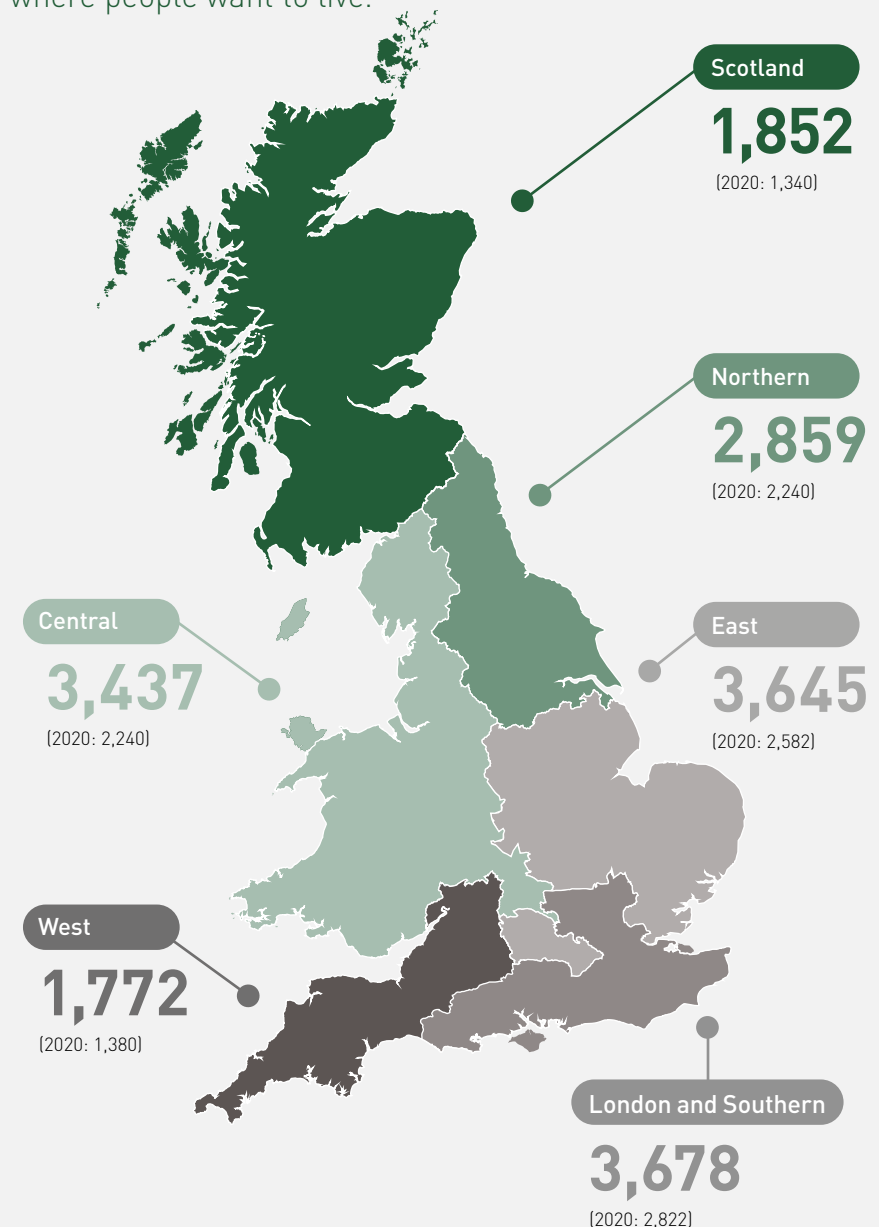 where people want to live.
Scotland
1,852
(2020: 1,340)
Northern
2,859
(2020: 2,240)
Central
3,437
(2020: 2,240)
East
3,645
(2020: 2,582)
West
1,772
(2020: 1,380)
London and Southern
3,678
(2020: 2,822)